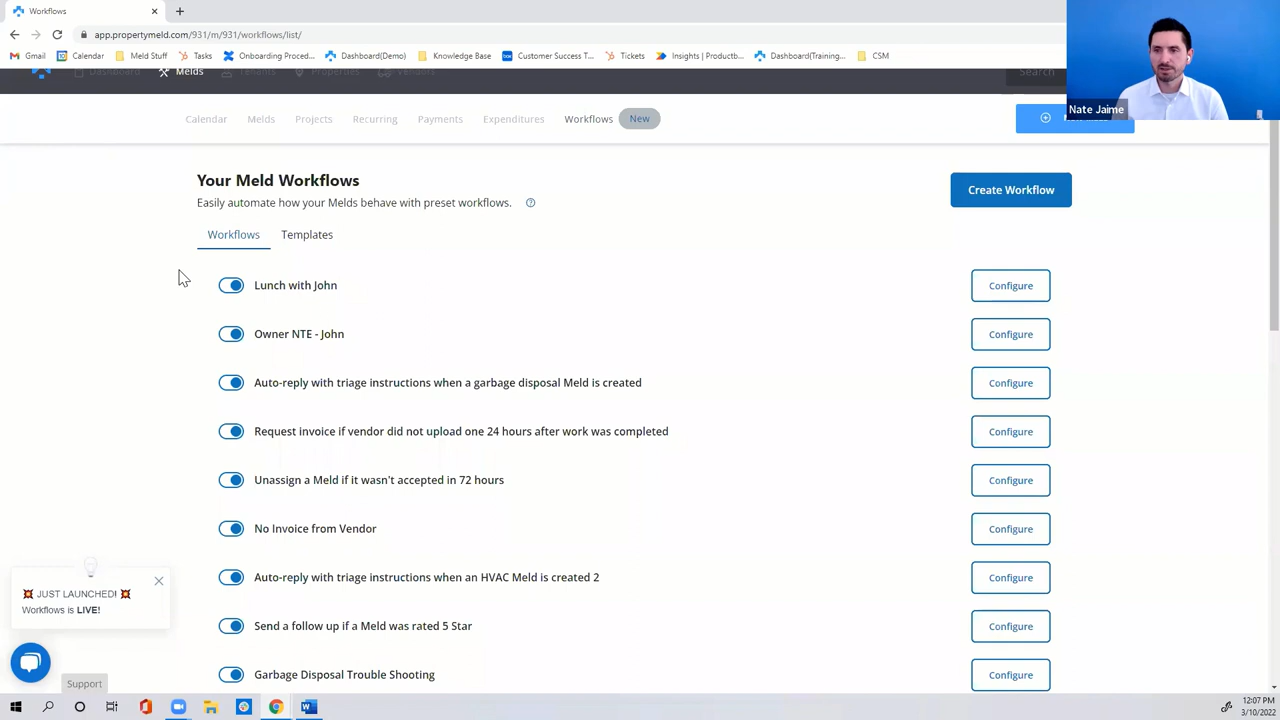 Workflows
app.propertymeld.com/931/m/931/workflows/list/
Gmail
Calendar
Meld Stuff
Tasks
Onboarding Proced...
Dashboard(Demo)
Knowledge Base
Customer Success T...
Tickets
Insights | Productb...
Dashboard(Training...
CSM
Dashboard
Melds
Tenants
Properties
Vendors
Search
Nate Jaime
Calendar
Melds
Projects
Recurring
Payments
Expenditures
Workflows
New
Your Meld Workflows
Easily automate how your Melds behave with preset workflows.
Create Workflow
Workflows
Templates
Lunch with John
Configure
Owner NTE - John
Configure
Auto-reply with triage instructions when a garbage disposal Meld is created
Configure
Request invoice if vendor did not upload one 24 hours after work was completed
Configure
Unassign a Meld if it wasn't accepted in 72 hours
Configure
No Invoice from Vendor
Configure
Auto-reply with triage instructions when an HVAC Meld is created 2
Configure
Send a follow up if a Meld was rated 5 Star
Configure
Garbage Disposal Trouble Shooting
Configure
JUST LAUNCHED!
Workflows is LIVE!
Support
12:07 PM
3/10/2022